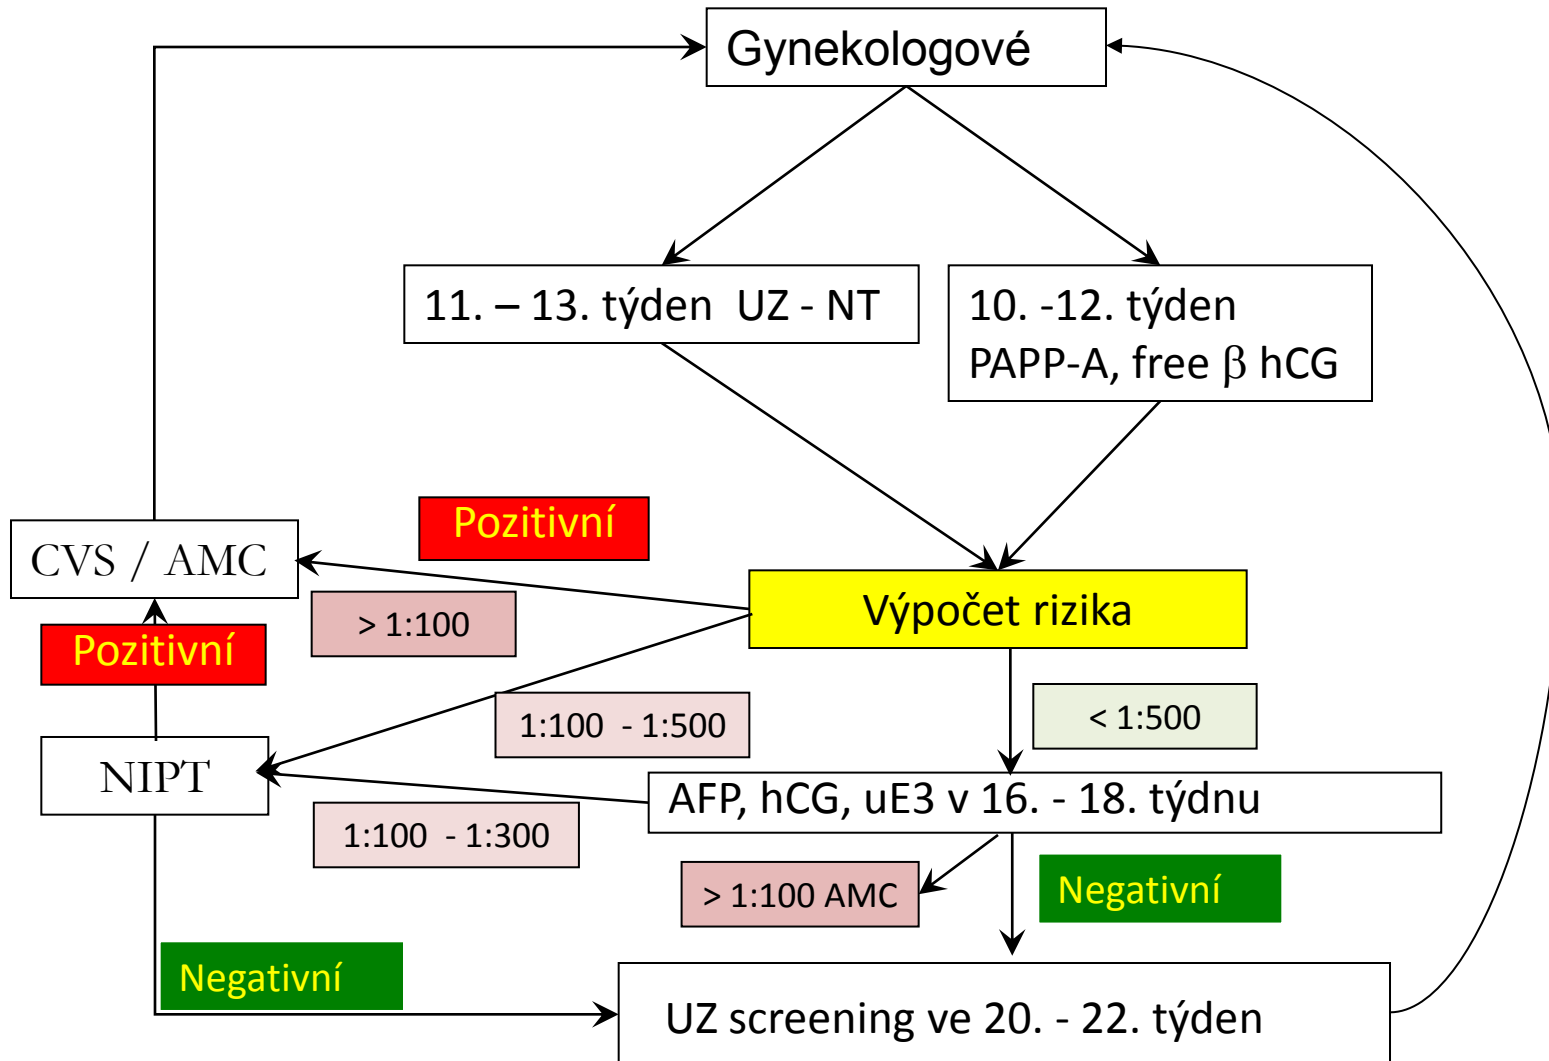 Gynekologové
11. – 13. týden UZ - NT
10. -12. týden
PAPP-A, free β hCG
Pozitivní
CVS / AMC
Výpočet rizika
> 1:100
Pozitivní
1:100 - 1:500
< 1:500
NIPT
AFP, hCG, uE3 v 16. - 18. týdnu
1:100 - 1:300
> 1:100 AMC
Negativní
Negativní
UZ screening ve 20. - 22. týden